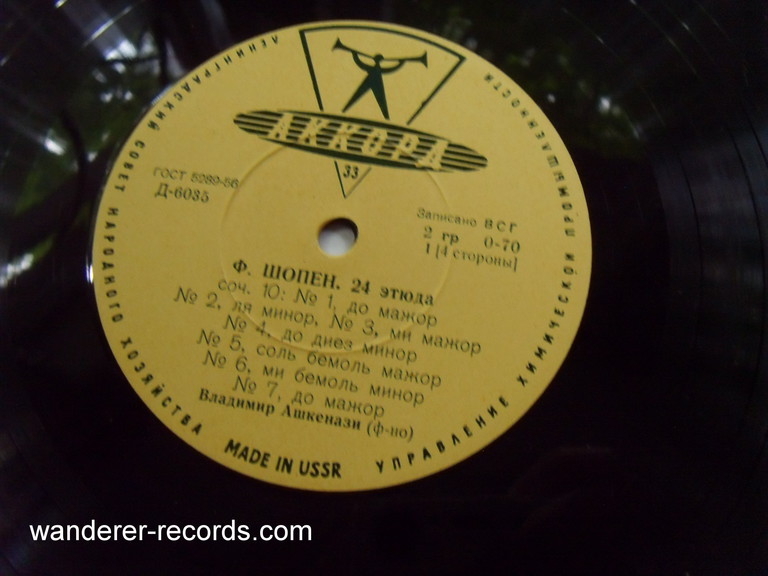 ЛЕНИНГРАДСКИЙ СОВЕТ НАРОДНОГО ХОЗЯЙСТВА
УПРАВЛЕНИЕ ХИМИЧЕСКОЙ ПРОМЫШЛЕННОСТИ
АККОРД
33
ГОСТ 5289-56
Д-6035
Записано ВСГ
2 гр 0-70
1 [4 стороны]
Ф. ШОПЕН. 24 этюда
соч. 10: № 1, до мажор
№ 2, ля минор, № 3, ми мажор
№ 4, до диез минор
№ 5, соль бемоль мажор
№ 6, ми бемоль минор
№ 7, до мажор
Владимир Ашкенази (ф-но)
MADE IN USSR
wanderer-records.com